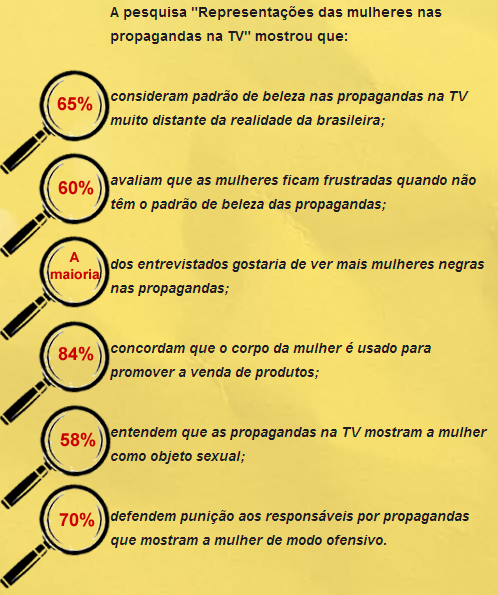 A pesquisa "Representações das mulheres nas
propagandas na TV" mostrou que:
65%
consideram padrão de beleza nas propagandas na TV
muito distante da realidade da brasileira;
60%
avaliam que as mulheres ficam frustradas quando não
têm o padrão de beleza das propagandas;
A
maioria
dos entrevistados gostaria de ver mais mulheres negras
nas propagandas;
84%
concordam que o corpo da mulher é usado para
promover a venda de produtos;
58%
entendem que as propagandas na TV mostram a mulher
como objeto sexual;
70%
defendem punição aos responsáveis por propagandas
que mostram a mulher de modo ofensivo.